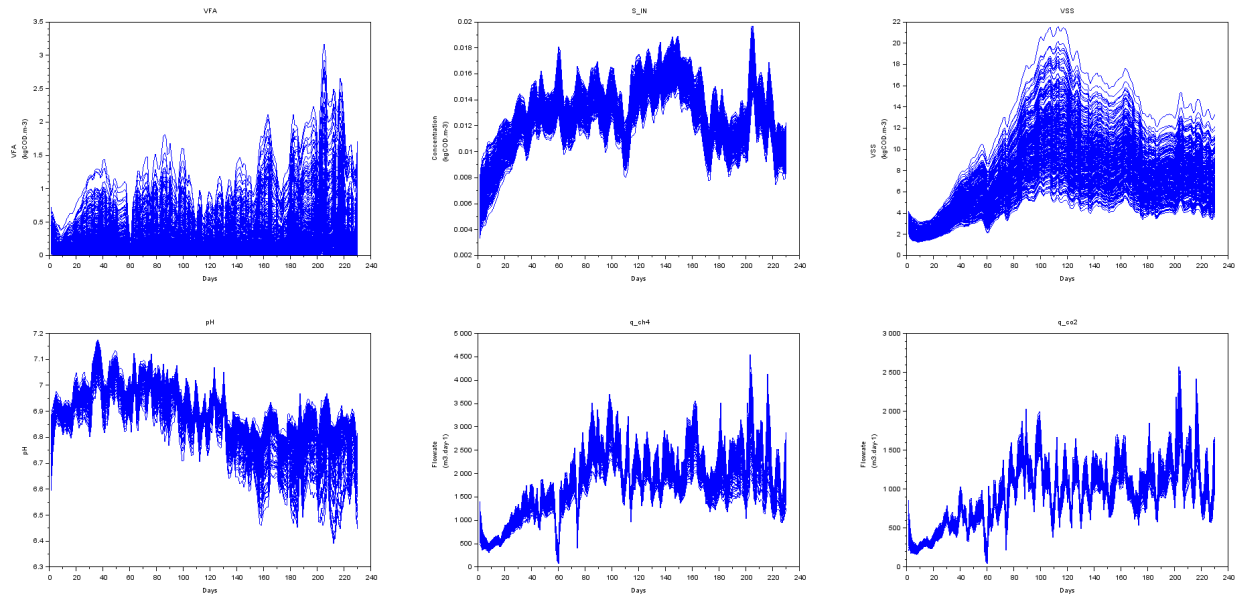 VFA
3.5
3
2.5
2
1.5
1
0.5
0
VFA
(kgCOD.m-3)
0 20 40 60 80 100 120 140 160 180 200 220 240
Days
S_IN
0.02
0.018
0.016
0.014
0.012
0.01
0.008
0.006
0.004
0.002
Concentration
(kgCOD.m-3)
0 20 40 60 80 100 120 140 160 180 200 220 240
Days
VSS
22
20
18
16
14
12
10
8
6
4
2
0
VSS
(kgCOD.m-3)
0 20 40 60 80 100 120 140 160 180 200 220 240
Days
pH
7.2
7.1
7
6.9
6.8
6.7
6.6
6.5
6.4
6.3
pH
0 20 40 60 80 100 120 140 160 180 200 220 240
Days
q_ch4
5 000
4 500
4 000
3 500
3 000
2 500
2 000
1 500
1 000
500
0
Flowrate
(m3.day-1)
0 20 40 60 80 100 120 140 160 180 200 220 240
Days
q_co2
3 000
2 500
2 000
1 500
1 000
500
0
Flowrate
(m3.day-1)
0 20 40 60 80 100 120 140 160 180 200 220 240
Days